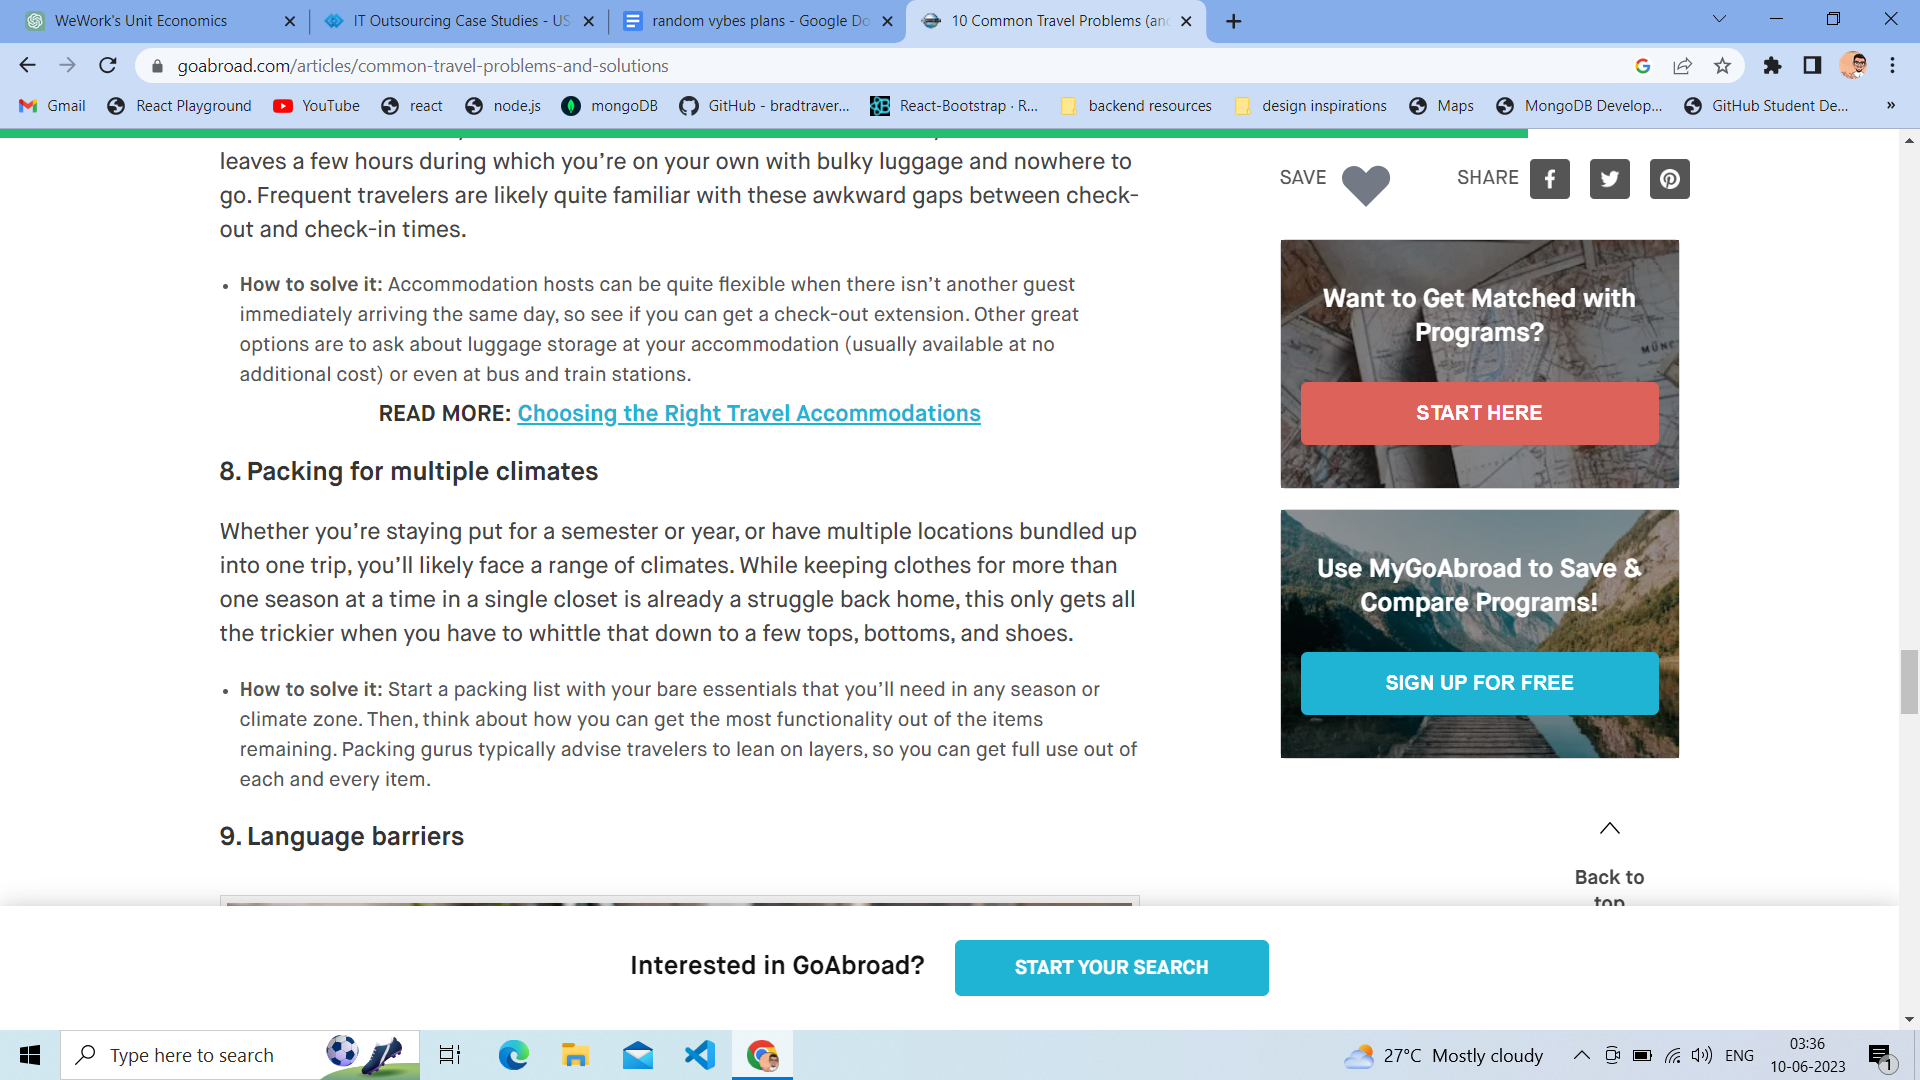 WeWork's Unit Economics
IT Outsourcing Case Studies - US
random vybes plans - Google Do
10 Common Travel Problems (an
goabroad.com/articles/common-travel-problems-and-solutions
Gmail
React Playground
YouTube
react
node.js
mongoDB
GitHub - bradtraver...
React-Bootstrap · R...
backend resources
design inspirations
Maps
MongoDB Develop...
GitHub Student De...
»
leaves a few hours during which you’re on your own with bulky luggage and nowhere to
go. Frequent travelers are likely quite familiar with these awkward gaps between check-
out and check-in times.
• How to solve it: Accommodation hosts can be quite flexible when there isn’t another guest
immediately arriving the same day, so see if you can get a check-out extension. Other great
options are to ask about luggage storage at your accommodation (usually available at no
additional cost) or even at bus and train stations.
READ MORE: Choosing the Right Travel Accommodations
8. Packing for multiple climates
Whether you’re staying put for a semester or year, or have multiple locations bundled up
into one trip, you’ll likely face a range of climates. While keeping clothes for more than
one season at a time in a single closet is already a struggle back home, this only gets all
the trickier when you have to whittle that down to a few tops, bottoms, and shoes.
• How to solve it: Start a packing list with your bare essentials that you’ll need in any season or
climate zone. Then, think about how you can get the most functionality out of the items
remaining. Packing gurus typically advise travelers to lean on layers, so you can get full use out of
each and every item.
9. Language barriers
SAVE
SHARE
Want to Get Matched with
Programs?
START HERE
Use MyGoAbroad to Save &
Compare Programs!
SIGN UP FOR FREE
Back to
top
Interested in GoAbroad?
START YOUR SEARCH
Type here to search
27°C Mostly cloudy
ENG
03:36
10-06-2023
1